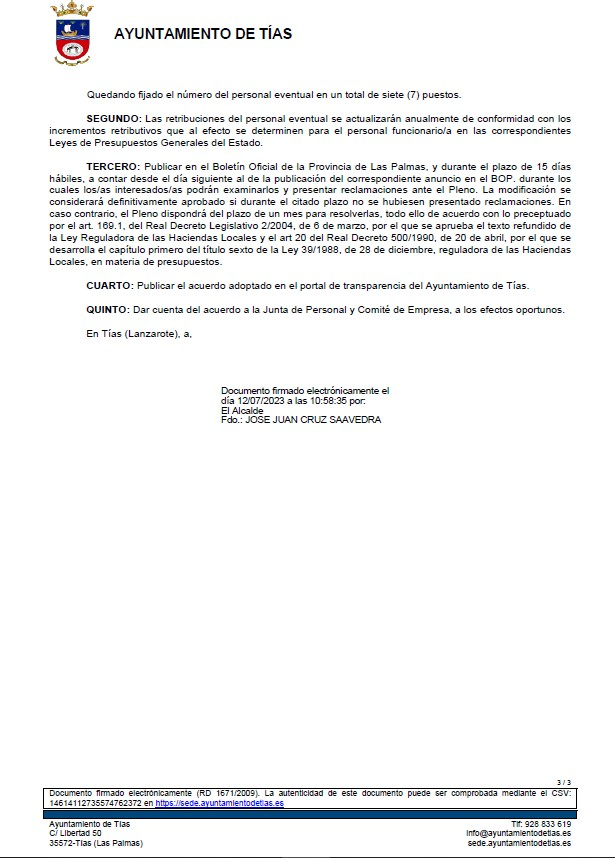 AYUNTAMIENTO DE TÍAS
Quedando fijado el número del personal eventual en un total de siete (7) puestos.
SEGUNDO: Las retribuciones del personal eventual se actualizarán anualmente de conformidad con los
incrementos retributivos que al efecto se determinen para el personal funcionario/a en las correspondientes
Leyes de Presupuestos Generales del Estado.
TERCERO: Publicar en el Boletín Oficial de la Provincia de Las Palmas, y durante el plazo de 15 días
hábiles, a contar desde el día siguiente al de la publicación del correspondiente anuncio en el BOP. durante los
cuales los/as interesados/as podrán examinarlos y presentar reclamaciones ante el Pleno. La modificación se
considerará definitivamente aprobado si durante el citado plazo no se hubiesen presentado reclamaciones. En
caso contrario, el Pleno dispondrá del plazo de un mes para resolverlas, todo ello de acuerdo con lo preceptuado
por el art. 169.1, del Real Decreto Legislativo 2/2004, de 6 de marzo, por el que se aprueba el texto refundido de
la Ley Reguladora de las Haciendas Locales y el art 20 del Real Decreto 500/1990, de 20 de abril, por el que se
desarrolla el capítulo primero del título sexto de la Ley 39/1988, de 28 de diciembre, reguladora de las Haciendas
Locales, en materia de presupuestos.
CUARTO: Publicar el acuerdo adoptado en el portal de transparencia del Ayuntamiento de Tías.
QUINTO: Dar cuenta del acuerdo a la Junta de Personal y Comité de Empresa, a los efectos oportunos.
En Tías (Lanzarote), a,
Documento firmado electrónicamente el
día 12/07/2023 a las 10:58:35 por:
El Alcalde
Fdo.: JOSE JUAN CRUZ SAAVEDRA
3 / 3
Documento firmado electrónicamente (RD 1671/2009). La autenticidad de este documento puede ser comprobada mediante el CSV:
14614112735574762372 en https://sede.ayuntamientodetias.es
Ayuntamiento de Tías
C/ Libertad 50
35572-Tías (Las Palmas)
Tlf: 928 833 619
info@ayuntamientodetias.es
sede.ayuntamientodetias.es